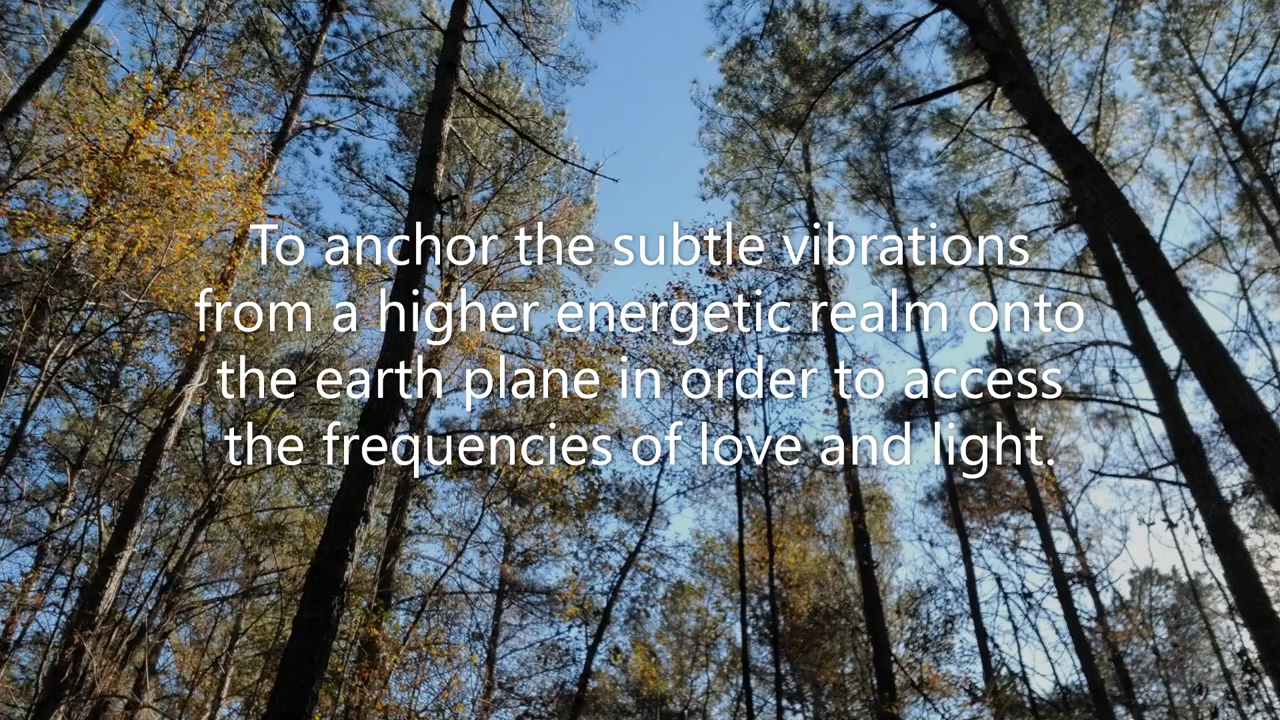 To anchor the subtle vibrations
from a higher energetic realm onto
the earth plane in order to access
the frequencies of love and light.